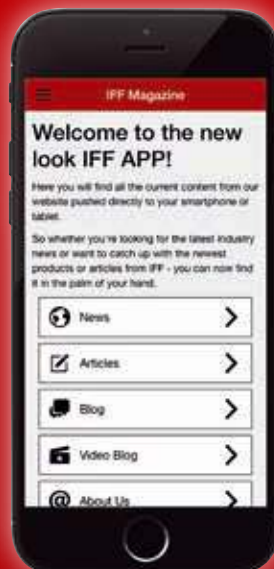 IFF Magazine
Welcome to the new
look IFF APP!
Here you will find all the current content from our
website pushed directly to your smartphone or
tablet.
So whether you're looking for the latest industry
news or want to catch up with the newest
products or articles from IFF - you can now find
it in the palm of your hand.
News
Articles
Blog
Video Blog
@ About Us